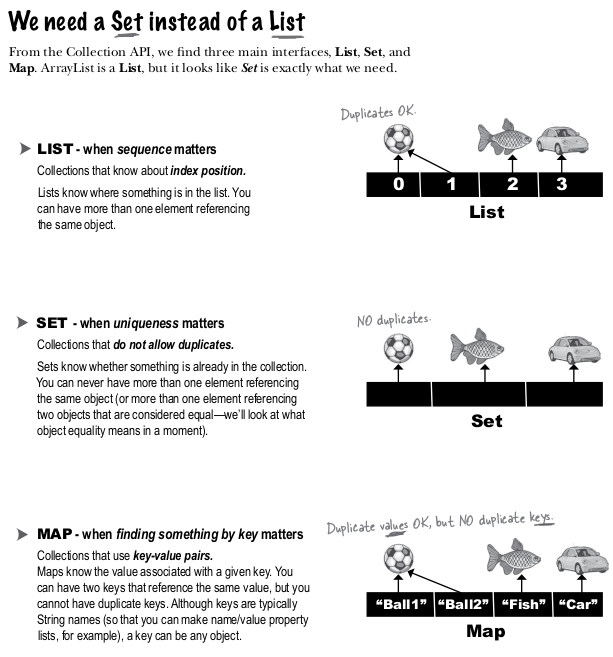 We need a Set instead of a List
From the Collection API, we find three main interfaces, List, Set, and
Map. ArrayList is a List, but it looks like Set is exactly what we need.
LIST - when sequence matters
Collections that know about index position.
Lists know where something is in the list. You
can have more than one element referencing
the same object.
Duplicates OK.
0 1 2 3
List
SET - when uniqueness matters
Collections that do not allow duplicates.
Sets know whether something is already in the collection.
You can never have more than one element referencing
the same object (or more than one element referencing
two objects that are considered equal—we'll look at what
object equality means in a moment).
NO duplicates.
Set
MAP - when finding something by key matters
Collections that use key-value pairs.
Maps know the value associated with a given key. You
can have two keys that reference the same value, but you
cannot have duplicate keys. Although keys are typically
String names (so that you can make name/value property
lists, for example), a key can be any object.
Duplicate values OK, but NO duplicate keys.
“Ball1” “Ball2” “Fish” “Car”
Map